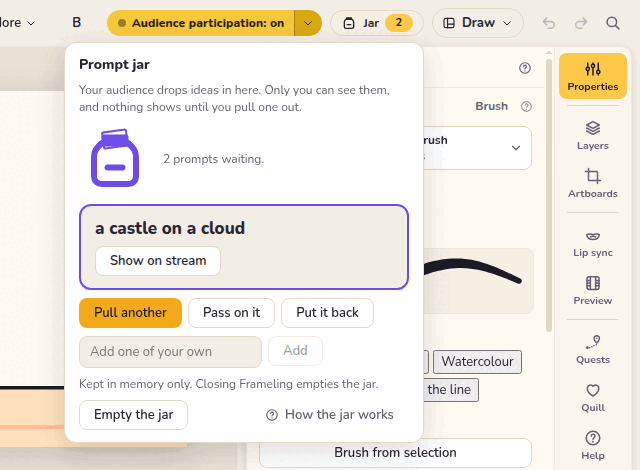 B
Audience participation: on
Jar
2
Draw
Prompt jar
Your audience drops ideas in here. Only you can see them,
and nothing shows until you pull one out.
2 prompts waiting.
a castle on a cloud
Show on stream
Pull another
Pass on it
Put it back
Add one of your own
Add
Kept in memory only. Closing Frameling empties the jar.
Empty the jar
How the jar works
Brush
Watercolour
the line
Brush from selection
Properties
Layers
Artboards
Lip sync
Preview
Quests
Quill
Help